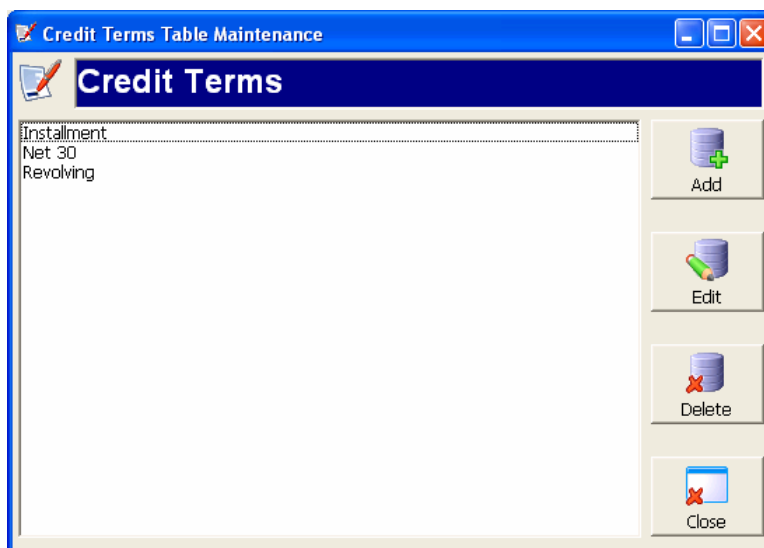 Credit Terms Table Maintenance
Credit Terms
Installment
Net 30
Revolving
Add
Edit
Delete
Close